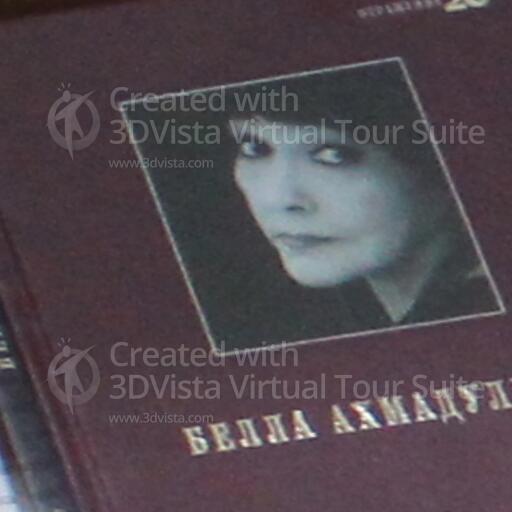 20
Created with
3DVista Virtual Tour Suite
www.3dvista.com
Created with
3DVista Virtual Tour Suite
www.3dvista.com
БЕЛЛА АХМАДУЛ